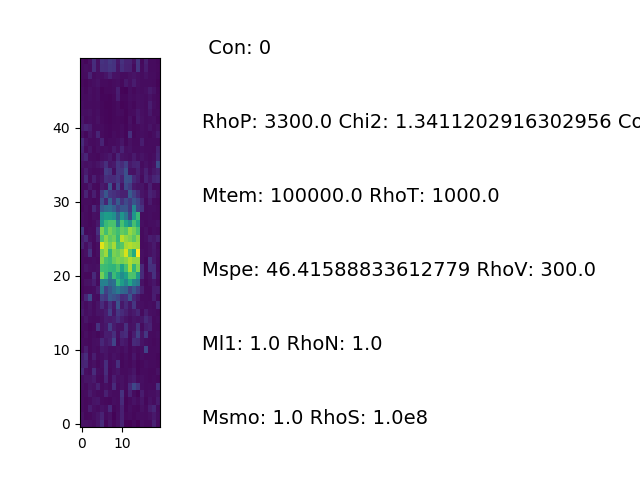 Con: 0
RhoP: 3300.0 Chi2: 1.3411202916302956 Co
Mtem: 100000.0 RhoT: 1000.0
Mspe: 46.41588833612779 RhoV: 300.0
Ml1: 1.0 RhoN: 1.0
Msmo: 1.0 RhoS: 1.0e8
40
30
20
10
0
0 10